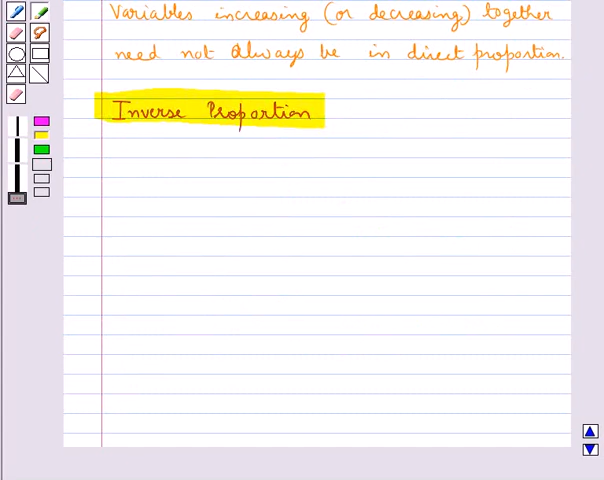 Variables increasing (or decreasing) together
need not always be in direct proportion.
Inverse Proportion